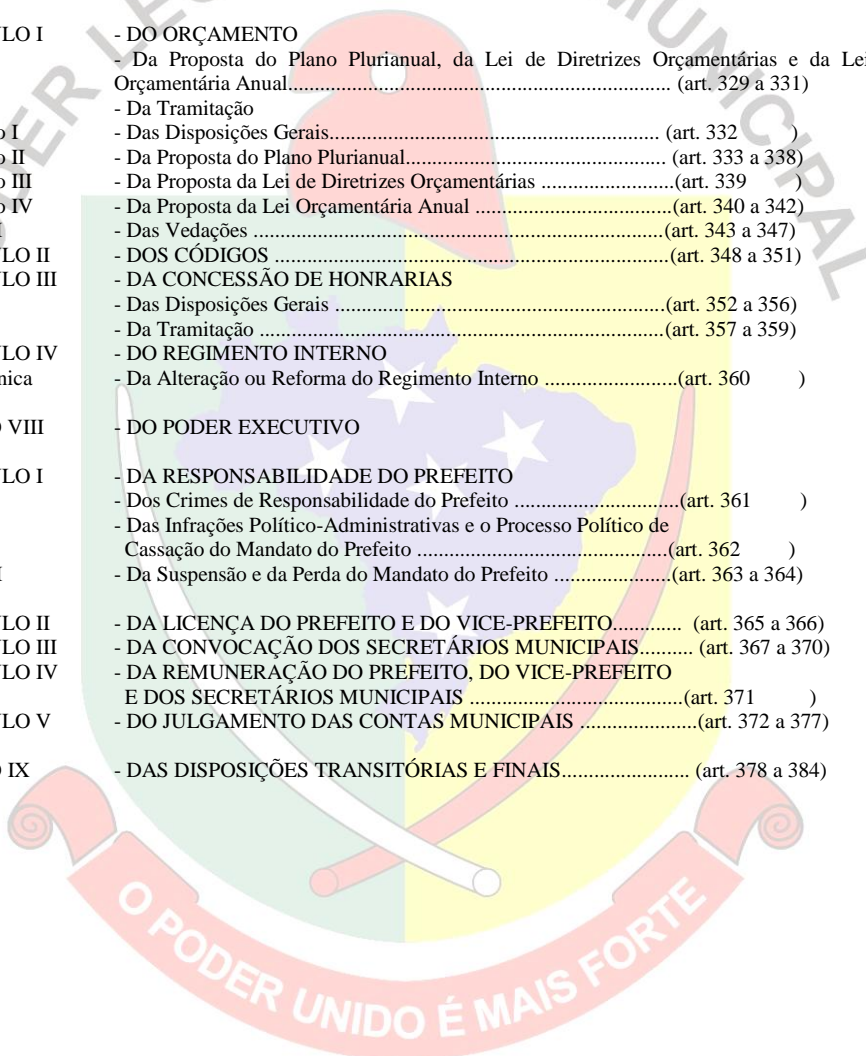 LO I - DO ORÇAMENTO
- Da Proposta do Plano Plurianual, da Lei de Diretrizes Orçamentárias e da Lei
Orçamentária Anual....................................................................... (art. 329 a 331)
- Da Tramitação
o I - Das Disposições Gerais............................................................. (art. 332 )
o II - Da Proposta do Plano Plurianual................................................ (art. 333 a 338)
o III - Da Proposta da Lei de Diretrizes Orçamentárias .........................(art. 339 )
o IV - Da Proposta da Lei Orçamentária Anual ....................................(art. 340 a 342)
I - Das Vedações ............................................................................(art. 343 a 347)
LO II - DOS CÓDIGOS .........................................................................(art. 348 a 351)
LO III - DA CONCESSÃO DE HONRARIAS
- Das Disposições Gerais .............................................................(art. 352 a 356)
- Da Tramitação ...........................................................................(art. 357 a 359)
LO IV - DO REGIMENTO INTERNO
nica - Da Alteração ou Reforma do Regimento Interno .........................(art. 360 )
O VIII - DO PODER EXECUTIVO
LO I - DA RESPONSABILIDADE DO PREFEITO
- Dos Crimes de Responsabilidade do Prefeito ...............................(art. 361 )
- Das Infrações Político-Administrativas e o Processo Político de
Cassação do Mandato do Prefeito ..............................................(art. 362 )
I - Da Suspensão e da Perda do Mandato do Prefeito ......................(art. 363 a 364)
LO II - DA LICENÇA DO PREFEITO E DO VICE-PREFEITO............. (art. 365 a 366)
LO III - DA CONVOCAÇÃO DOS SECRETÁRIOS MUNICIPAIS.......... (art. 367 a 370)
LO IV - DA REMUNERAÇÃO DO PREFEITO, DO VICE-PREFEITO
E DOS SECRETÁRIOS MUNICIPAIS ........................................(art. 371 )
LO V - DO JULGAMENTO DAS CONTAS MUNICIPAIS ......................(art. 372 a 377)
O IX - DAS DISPOSIÇÕES TRANSITÓRIAS E FINAIS........................ (art. 378 a 384)
DER LE MUNICIPAL
O PODER UNIDO É MAIS FORTE